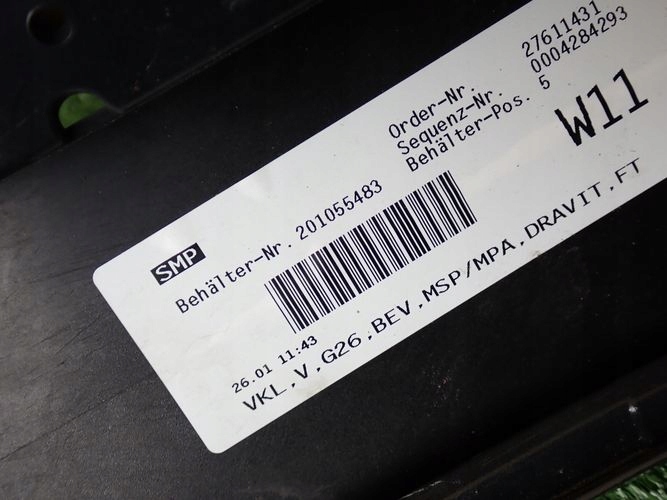 SMP
Behälter-Nr. 201055483
Order-Nr. 27611431
Sequenz-Nr. 0004284293
Behälter-Pos. 5
W11
26.01 11:43
VKL,V,G26,BEV,MSP/MPA,DRAVIT,FT